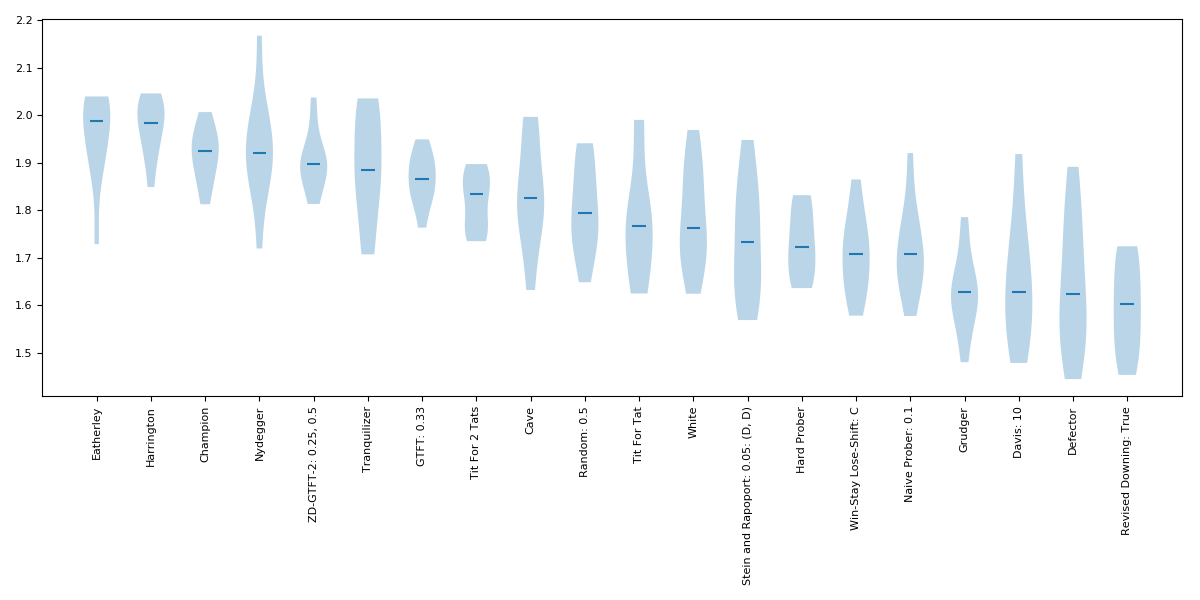 2.2
2.1
2.0
1.9
1.8
1.7
1.6
1.5
Eatherley
Harrington
Champion
Nydegger
ZD-GTFT-2: 0.25, 0.5
Tranquilizer
GTFT: 0.33
Tit For 2 Tats
Cave
Random: 0.5
Tit For Tat
White
Stein and Rapoport: 0.05: (D, D)
Hard Prober
Win-Stay Lose-Shift: C
Naive Prober: 0.1
Grudger
Davis: 10
Defector
Revised Downing: True